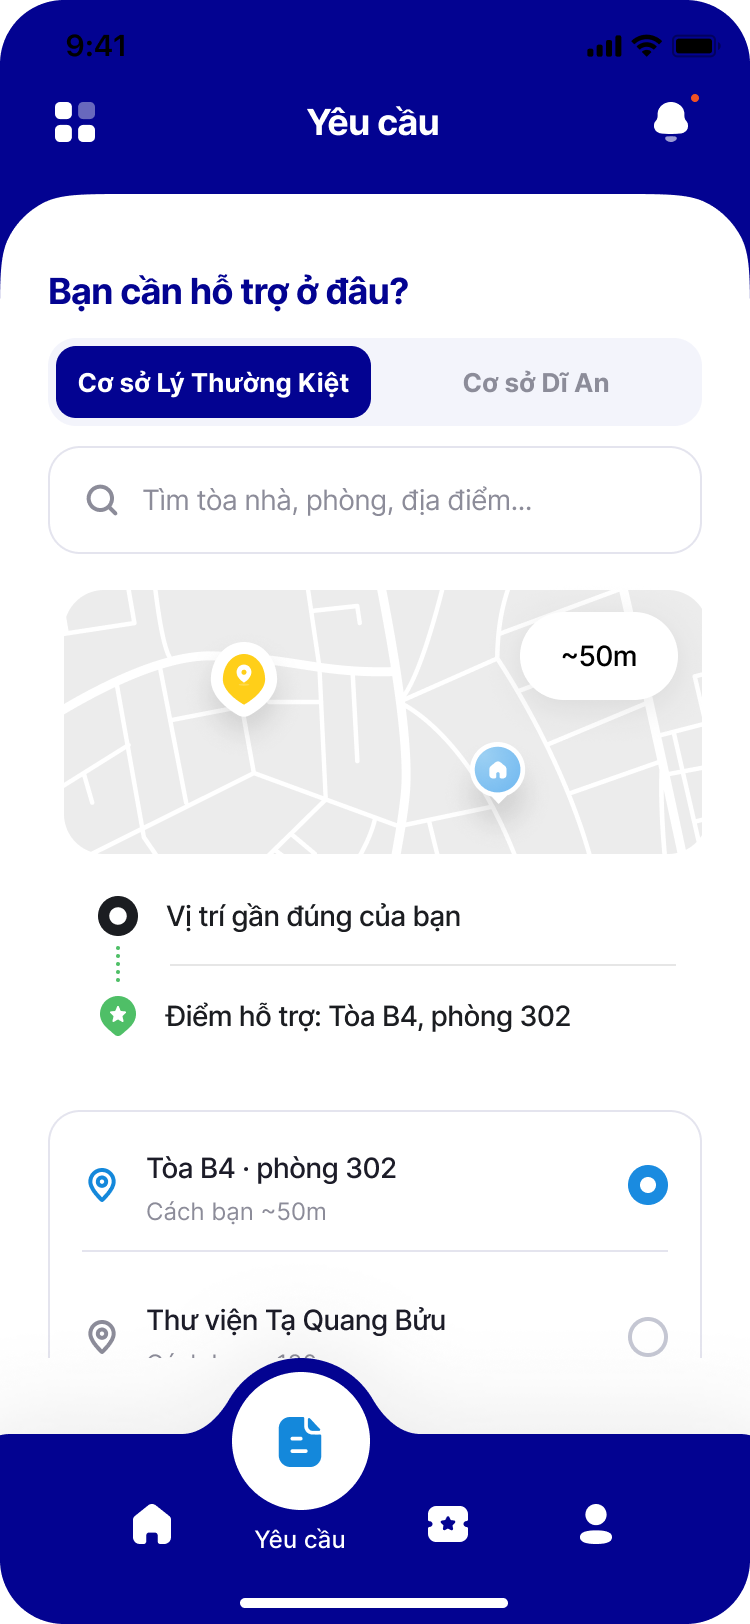 9:41
Yêu cầu
Bạn cần hỗ trợ ở đâu?
Cơ sở Lý Thường Kiệt
Cơ sở Dĩ An
Tìm tòa nhà, phòng, địa điểm...
~50m
Vị trí gần đúng của bạn
Điểm hỗ trợ: Tòa B4, phòng 302
Tòa B4 · phòng 302
Cách bạn ~50m
Thư viện Tạ Quang Bửu
Yêu cầu